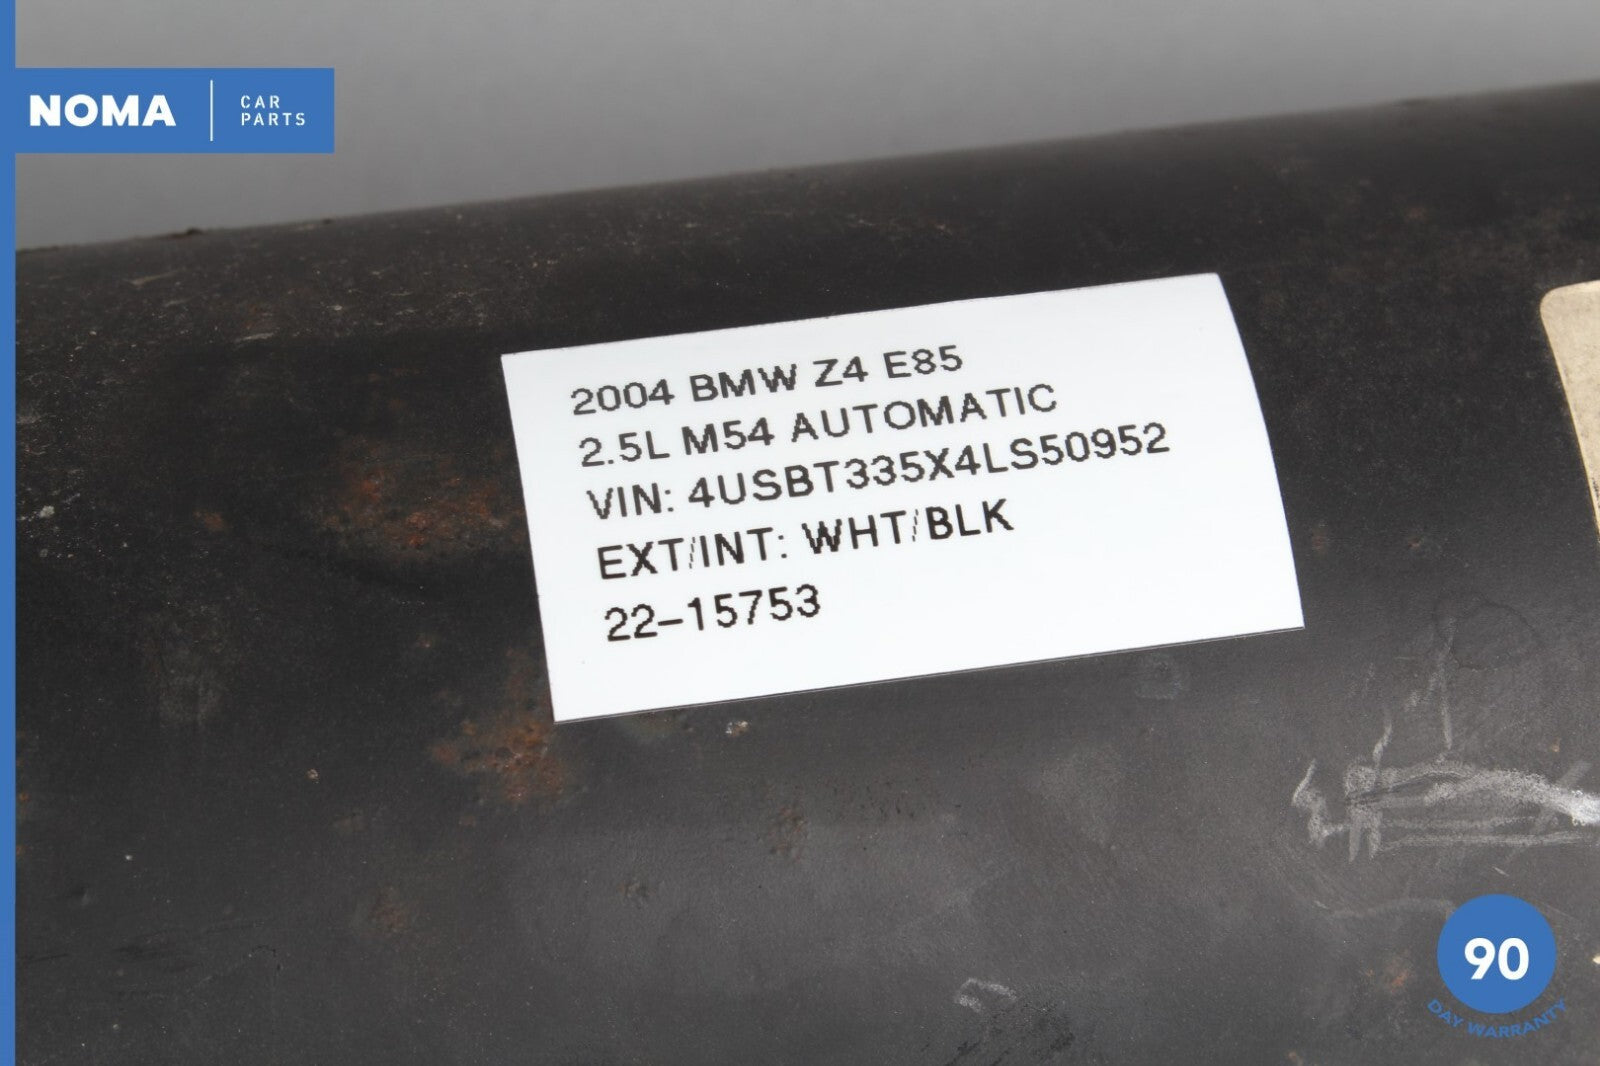 NOMA
CAR
PARTS
2004 BMW Z4 E85
2.5L M54 AUTOMATIC
VIN: 4USBT335X4LS50952
EXT/INT: WHT/BLK
22-15753
90
DAY WARRANTY